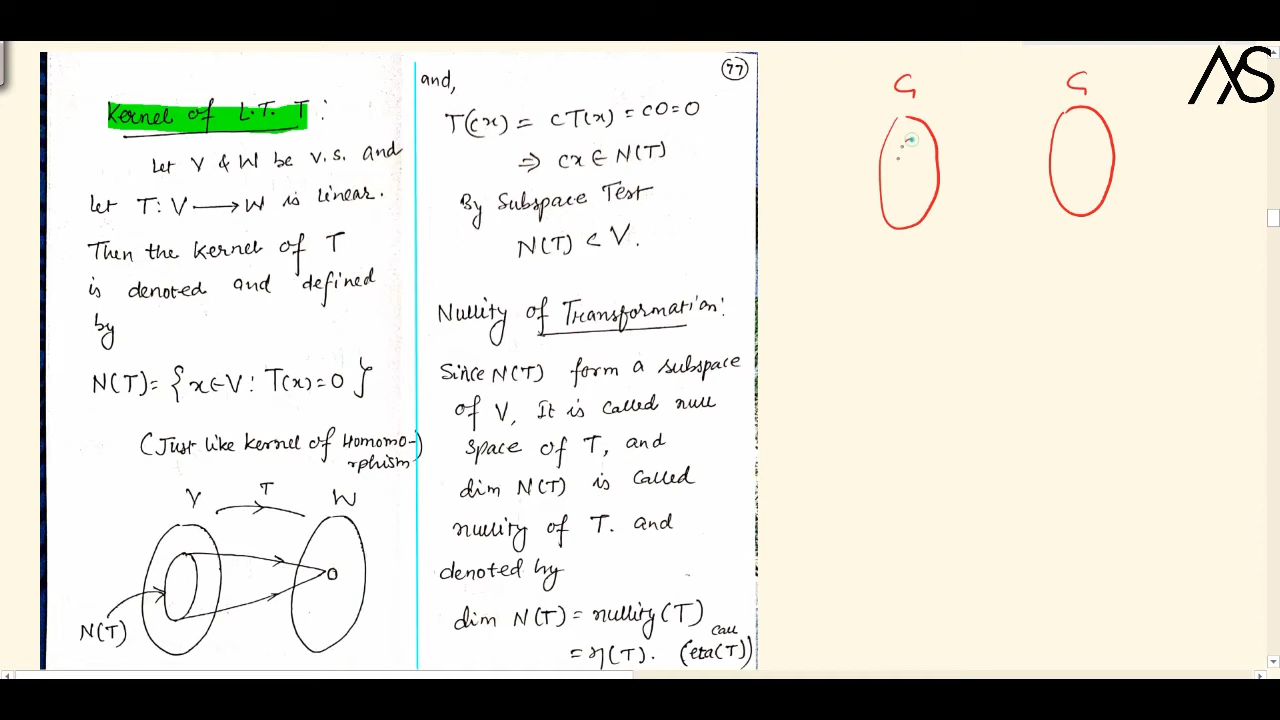 Kernel of L.T. T:
Let V & W be v.s. and
let T: V → W is linear.
Then the kernel of T
is denoted and defined
by
N(T)= {x∈V : T(x)=0}
(Just like kernel of Homomo-
rphism)
V T W
0
N(T)
77
and,
T(cx) = cT(x) = c0=0
⇒ cx ∈ N(T)
By Subspace Test
N(T) < V.
Nullity of Transformation:
Since N(T) form a subspace
of V, It is called null
space of T, and
dim N(T) is called
nullity of T. and
denoted by
dim N(T) = nullity(T)
call
= η(T). (eta(T))
G G
NS